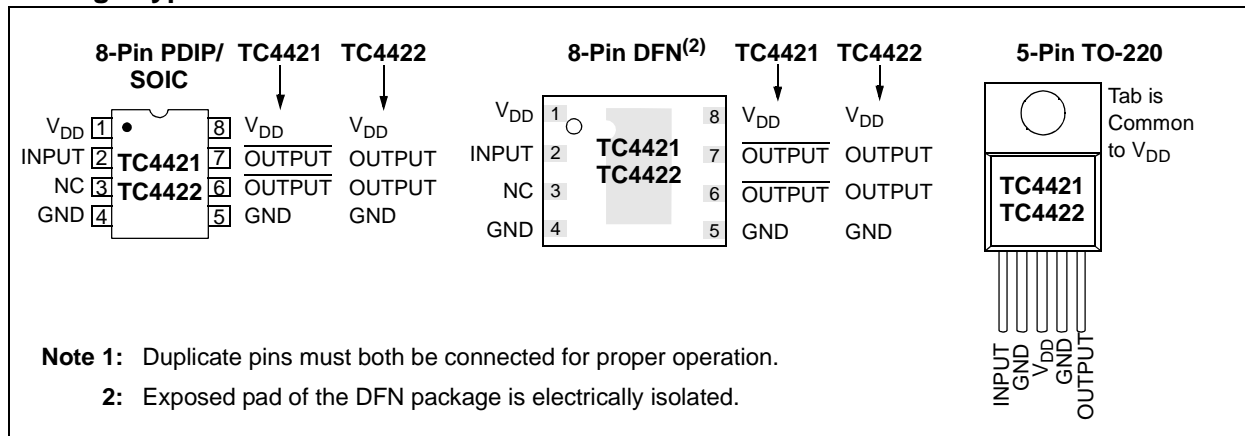 8-Pin PDIP/ SOIC TC4421 TC4422
VDD 1 8 VDD VDD
INPUT 2 TC4421 7 OUTPUT OUTPUT
NC 3 TC4422 6 OUTPUT OUTPUT
GND 4 5 GND GND
8-Pin DFN(2) TC4421 TC4422
VDD 1 8 VDD VDD
INPUT 2 TC4421 7 OUTPUT OUTPUT
NC 3 TC4422 6 OUTPUT OUTPUT
GND 4 5 GND GND
5-Pin TO-220
Tab is
Common
to VDD
TC4421
TC4422
INPUT
GND
VDD
GND
OUTPUT
Note 1: Duplicate pins must both be connected for proper operation.
2: Exposed pad of the DFN package is electrically isolated.